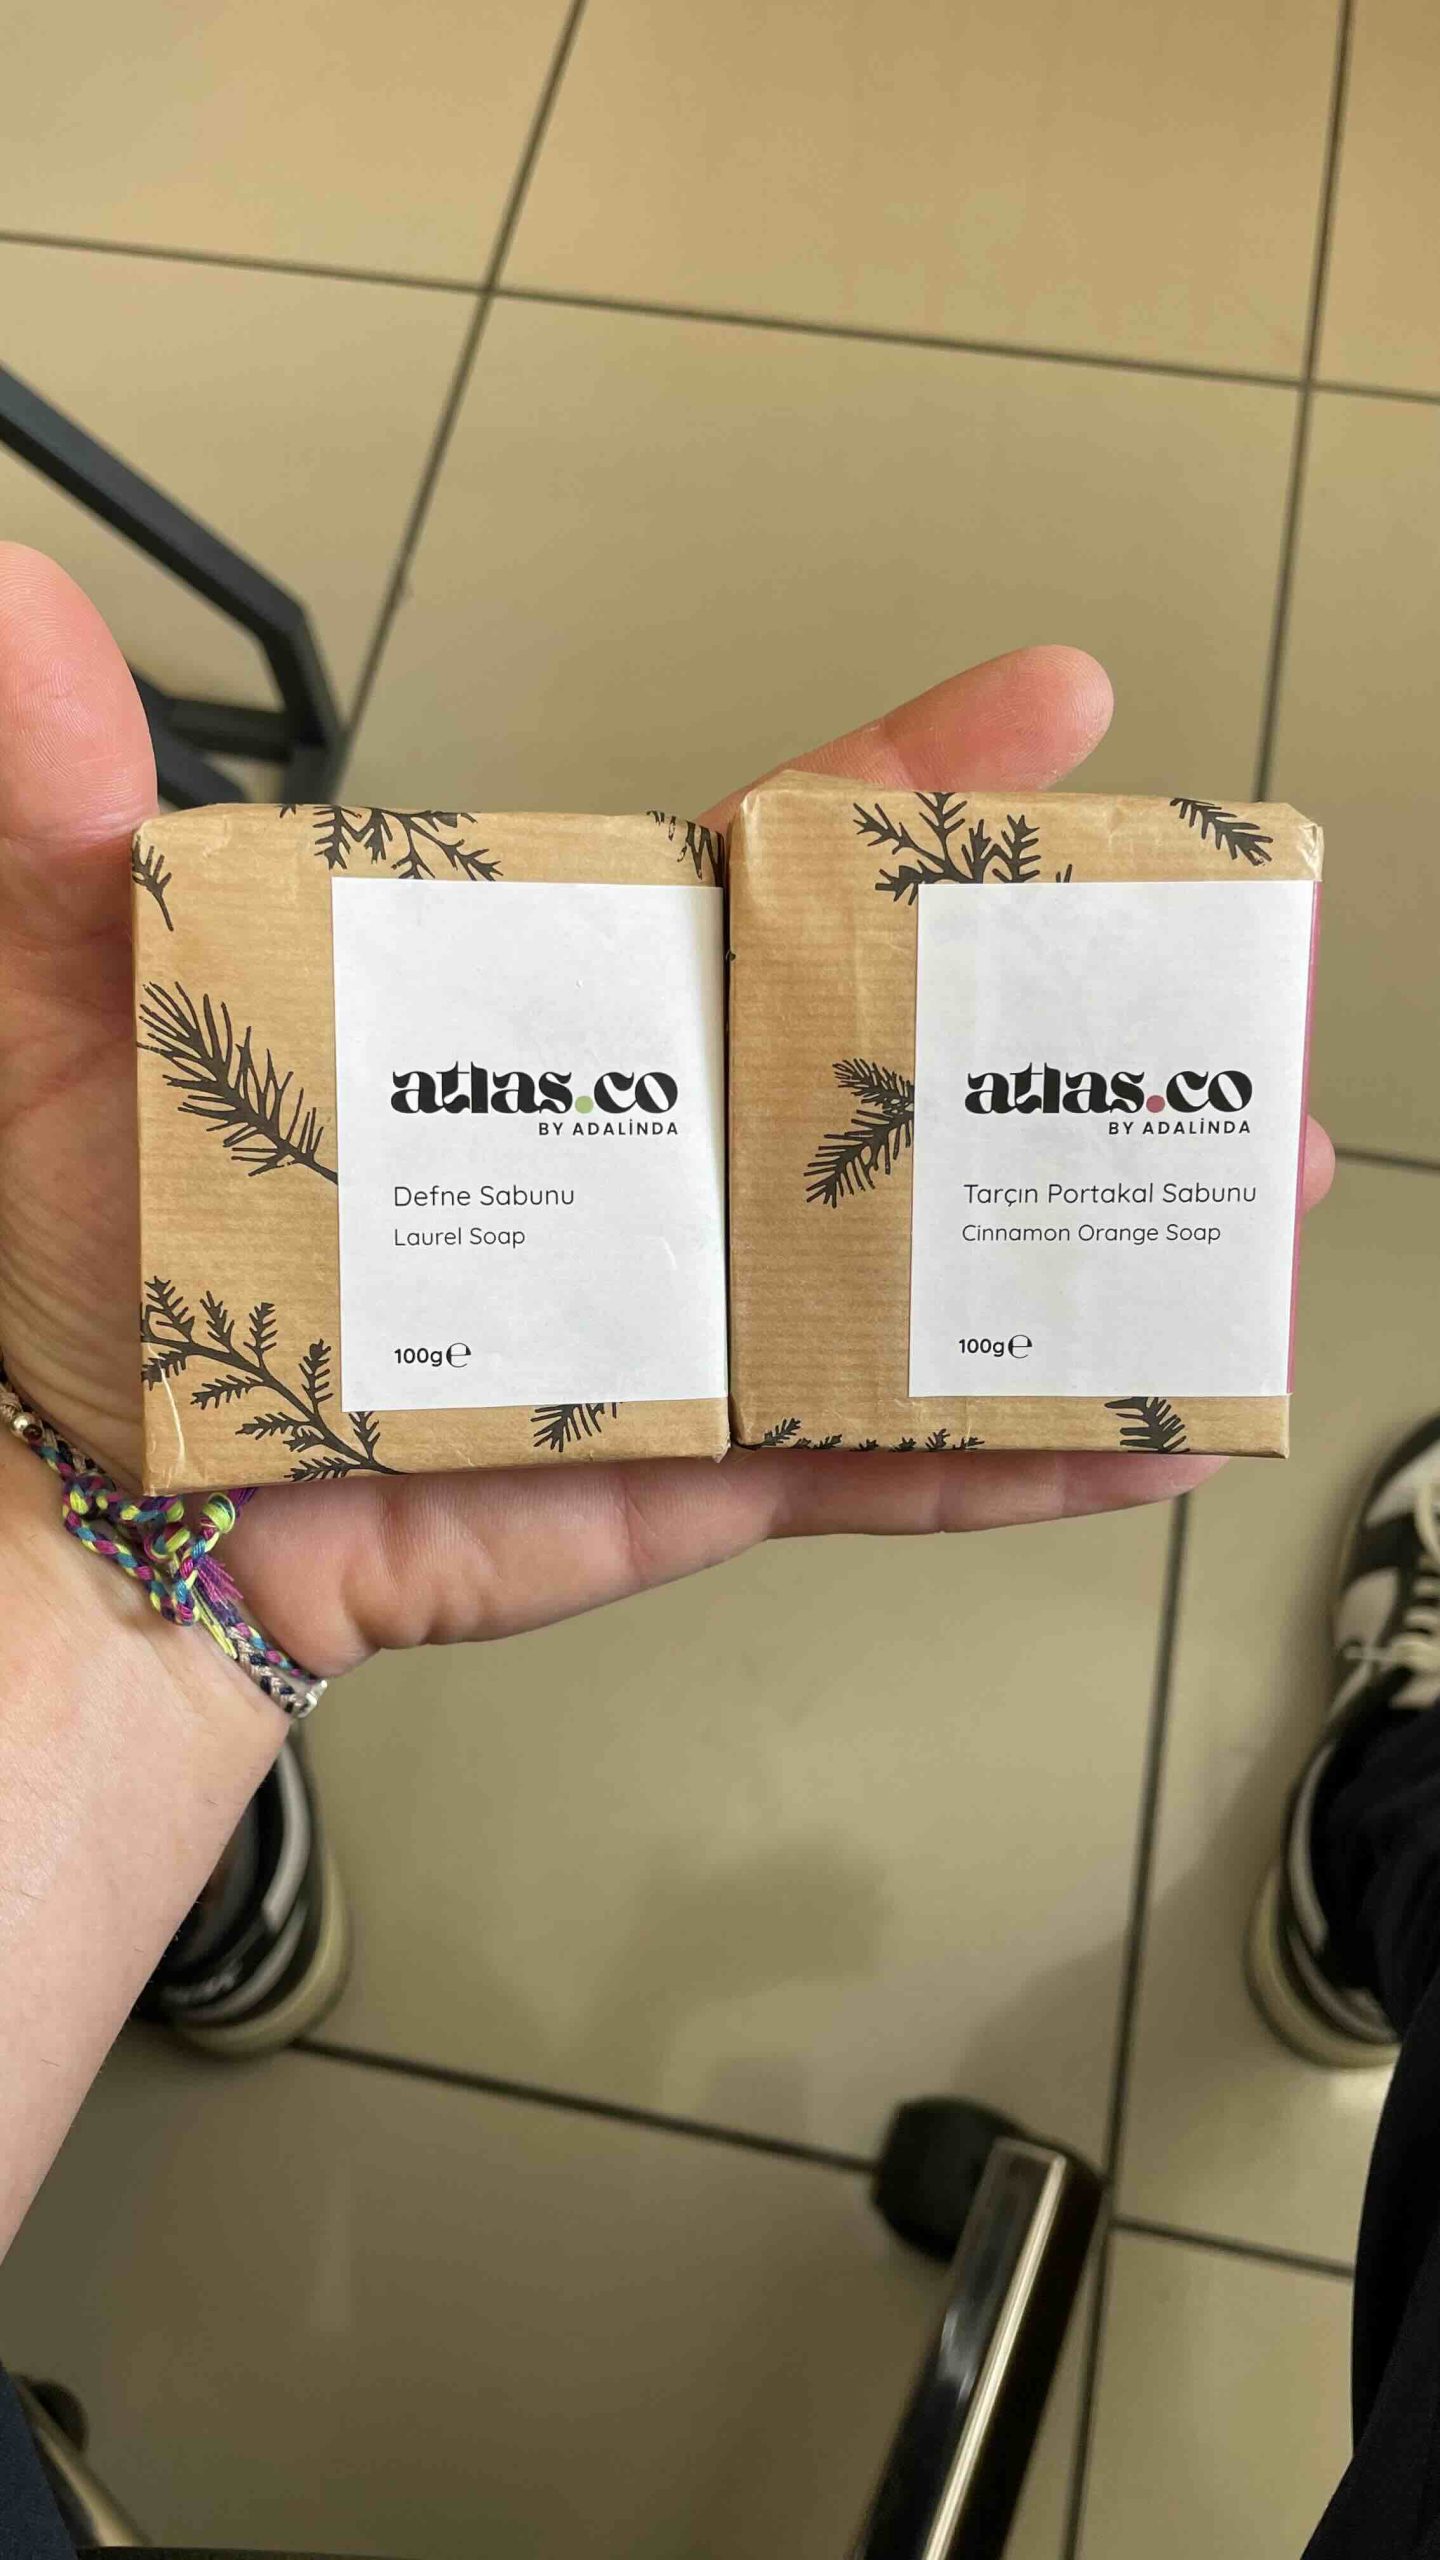 atlas.co
BY ADALİNDA
Defne Sabunu
Laurel Soap
100g℮
atlas.co
BY ADALİNDA
Tarçın Portakal Sabunu
Cinnamon Orange Soap
100g℮